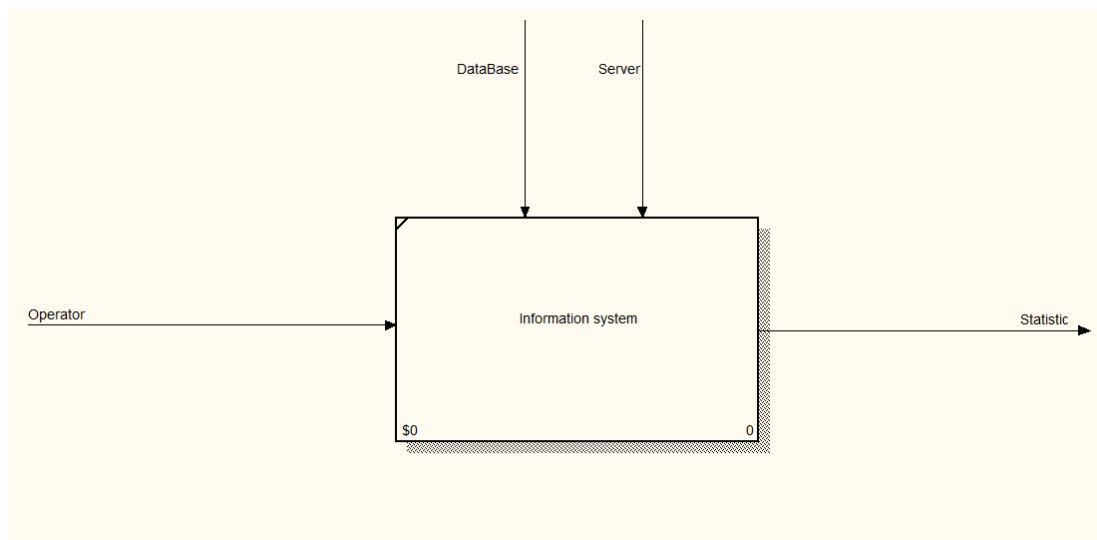 DataBase
Server
Operator
Information system
Statistic
$0
0